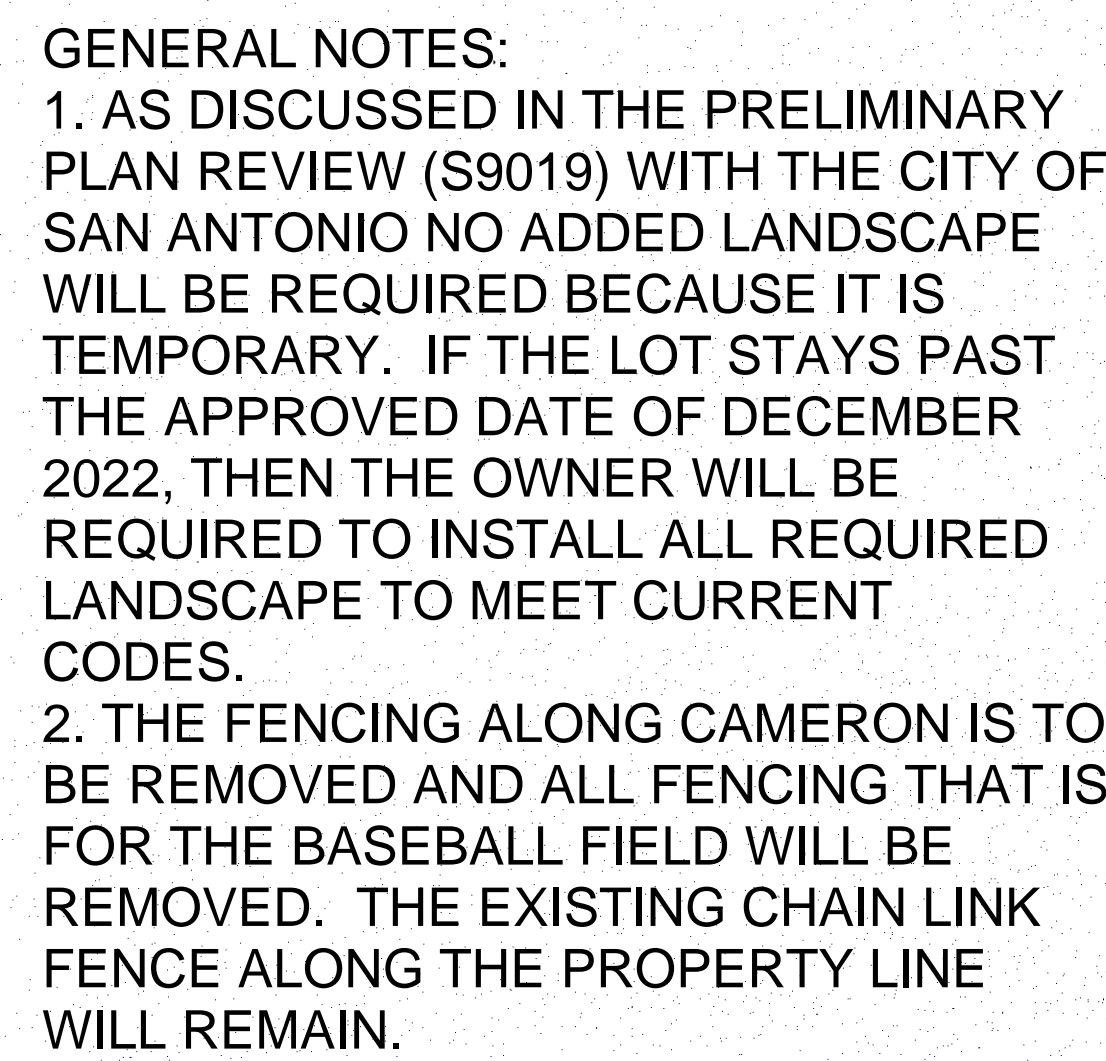 GENERAL NOTES:
1. AS DISCUSSED IN THE PRELIMINARY
PLAN REVIEW (S9019) WITH THE CITY OF
SAN ANTONIO NO ADDED LANDSCAPE
WILL BE REQUIRED BECAUSE IT IS
TEMPORARY.  IF THE LOT STAYS PAST
THE APPROVED DATE OF DECEMBER
2022, THEN THE OWNER WILL BE
REQUIRED TO INSTALL ALL REQUIRED
LANDSCAPE TO MEET CURRENT
CODES.
2. THE FENCING ALONG CAMERON IS TO
BE REMOVED AND ALL FENCING THAT IS
FOR THE BASEBALL FIELD WILL BE
REMOVED.  THE EXISTING CHAIN LINK
FENCE ALONG THE PROPERTY LINE
WILL REMAIN.